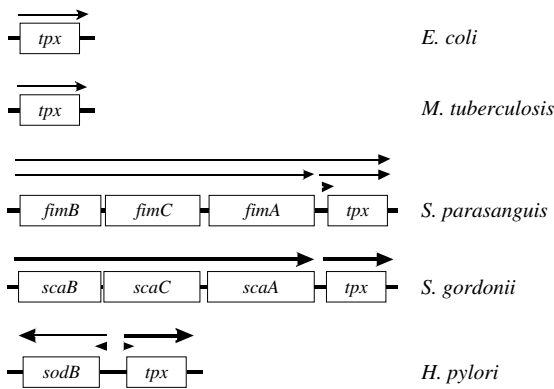 tpx E. coli
tpx M. tuberculosis
fimB fimC fimA tpx S. parasanguis
scaB scaC scaA tpx S. gordonii
sodB tpx H. pylori